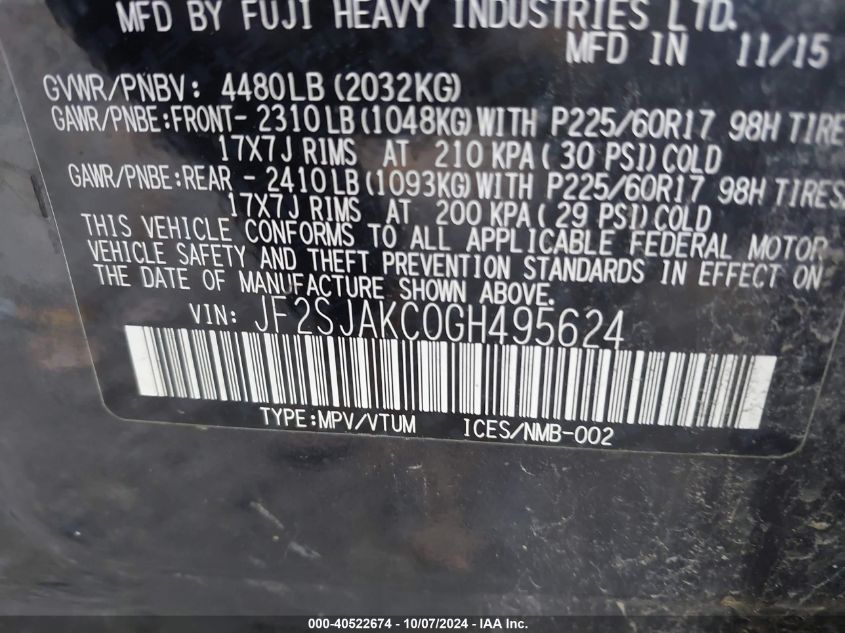 MFD BY FUJI HEAVY INDUSTRIES LTD.
MFD IN 11/15
GVWR/PNBV: 4480LB (2032KG)
GAWR/PNBE:FRONT- 2310LB(1048KG)WITH P225/60R17 98H TIRE
17X7J RIMS AT 210 KPA( 30 PSI)COLD
GAWR/PNBE:REAR - 2410LB(1093KG)WITH P225/60R17 98H TIRES
17X7J RIMS AT 200 KPA( 29 PSI)COLD
THIS VEHICLE CONFORMS TO ALL APPLICABLE FEDERAL MOTOR
VEHICLE SAFETY AND THEFT PREVENTION STANDARDS IN EFFECT ON
THE DATE OF MANUFACTURE SHOWN ABOVE.
VIN: JF2SJAKC0GH495624
TYPE:MPV/VTUM ICES/NMB-002
000-40522674 - 10/07/2024 - IAA Inc.